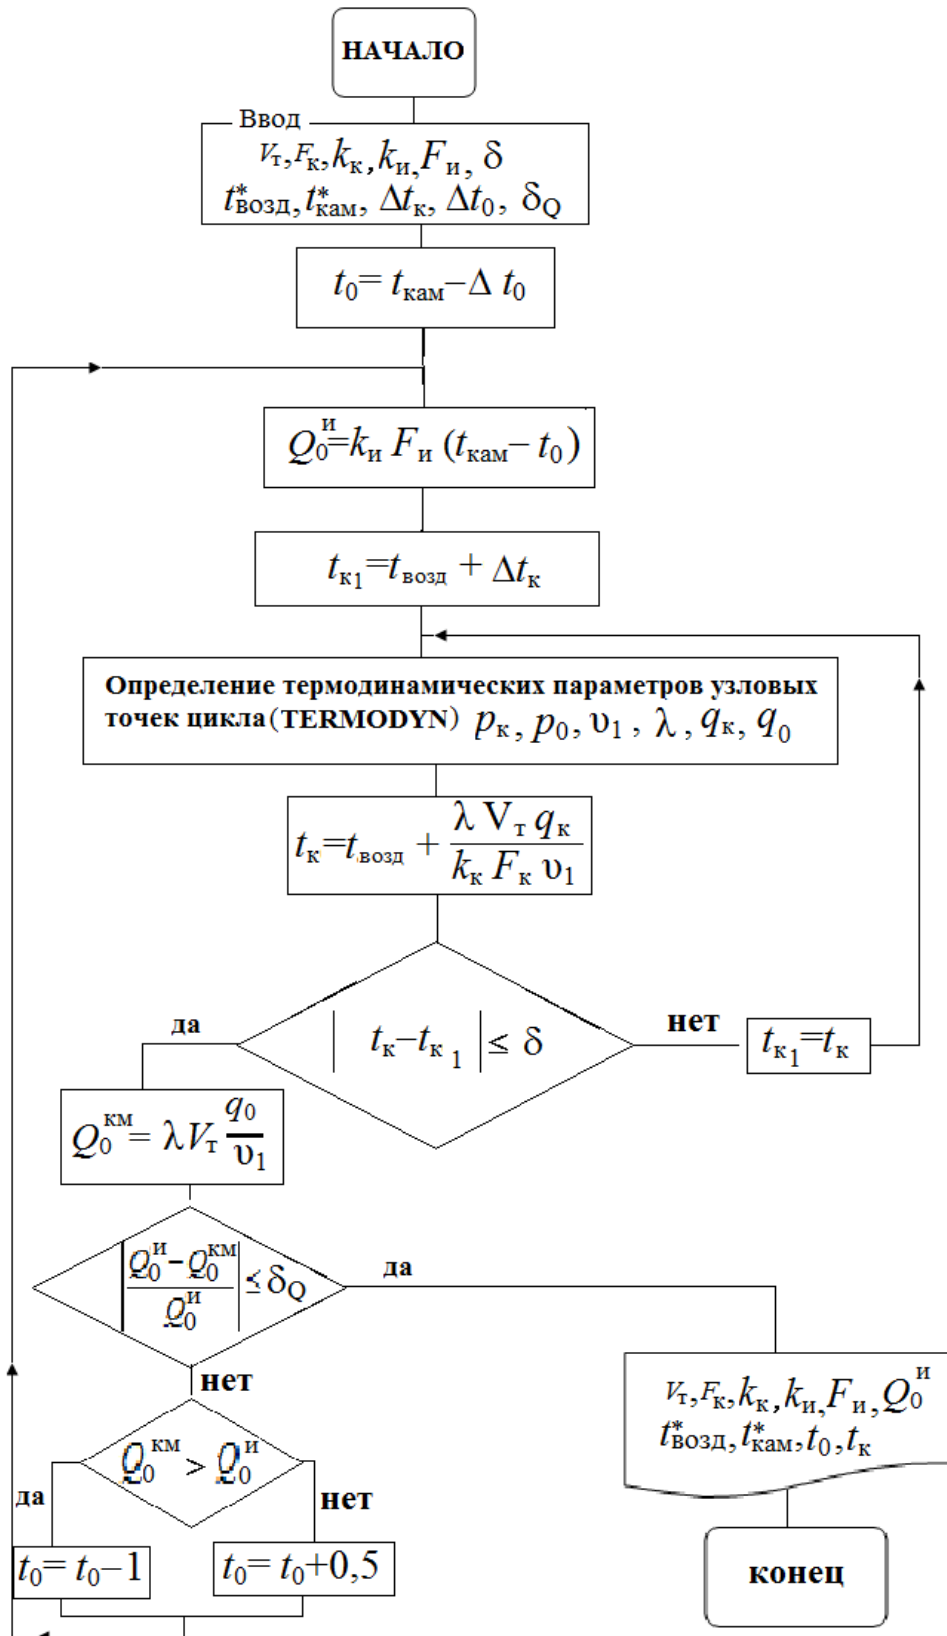 НАЧАЛО
Ввод
Vт, Fк, kк, kи, Fи, δ
t*возд, t*кам, Δtк, Δt0, δQ
t0= tкам−Δ t0
Q0и=kи Fи (tкам− t0)
tк1=tвозд + Δtк
Определение термодинамических параметров узловых
точек цикла(TERMODYN) pк, p0, υ1, λ, qк, q0
tк=tвозд + λ Vт qк / kк Fк υ1
да
| tк−tк1 | ≤ δ
нет
tк1=tк
Q0км= λVт q0/υ1
|Q0и−Q0км / Q0и| ≤ δQ
да
нет
Vт, Fк, kк, kи, Fи, Q0и
t*возд, t*кам, t0, tк
Q0км > Q0и
да
нет
t0= t0−1
t0= t0+0,5
конец